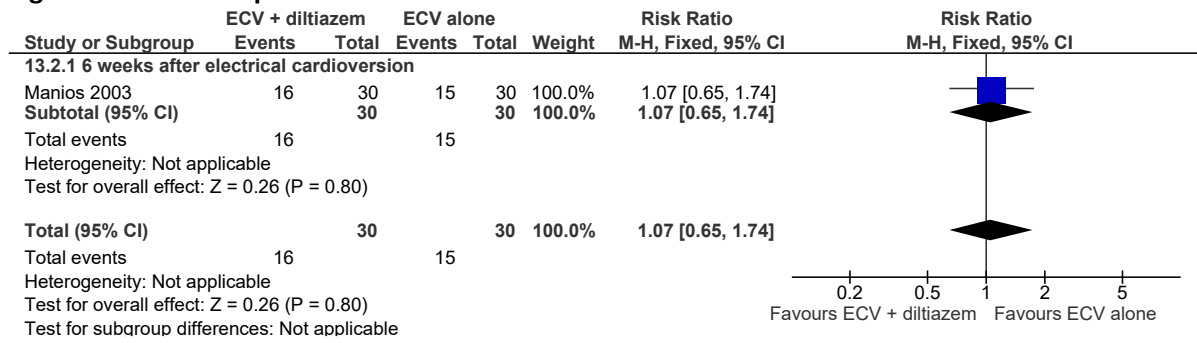 ECV + diltiazem ECV alone Risk Ratio Risk Ratio
Study or Subgroup Events Total Events Total Weight M-H, Fixed, 95% CI M-H, Fixed, 95% CI
13.2.1 6 weeks after electrical cardioversion
Manios 2003 16 30 15 30 100.0% 1.07 [0.65, 1.74]
Subtotal (95% CI) 30 30 100.0% 1.07 [0.65, 1.74]
Total events 16 15
Heterogeneity: Not applicable
Test for overall effect: Z = 0.26 (P = 0.80)
Total (95% CI) 30 30 100.0% 1.07 [0.65, 1.74]
Total events 16 15
Heterogeneity: Not applicable
Test for overall effect: Z = 0.26 (P = 0.80)
Test for subgroup differences: Not applicable
0.2 0.5 1 2 5
Favours ECV + diltiazem Favours ECV alone